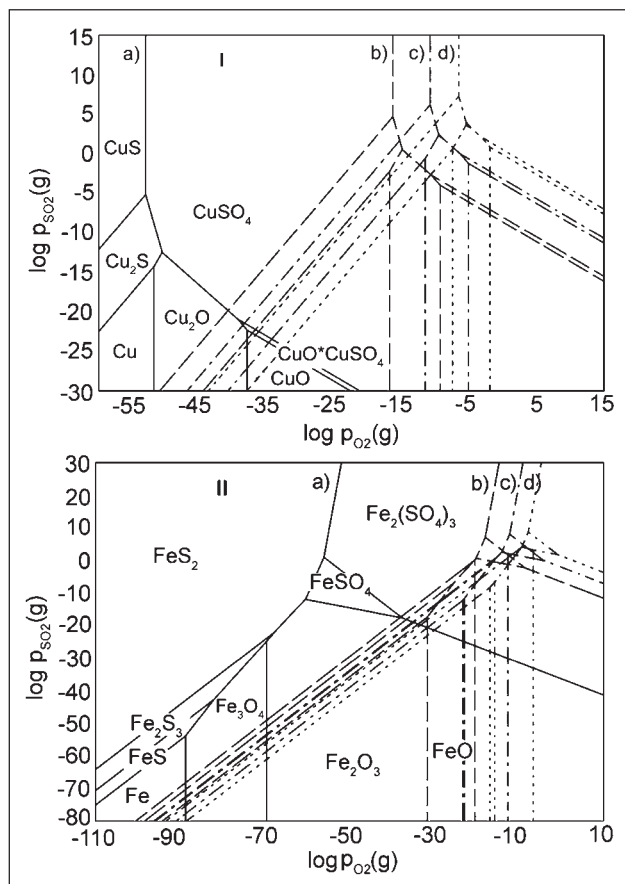 15
10
5
0
-5
-10
-15
-20
-25
-30
log pSO2(g)
a) I b) c) d)
CuS
CuSO4
Cu2S
Cu2O
Cu
CuO*CuSO4
CuO
-55 -45 -35 -25 -15 -5 5 15
log pO2(g)
30
20
10
0
-10
-20
-30
-40
-50
-60
-70
-80
log pSO2(g)
II a) b) c) d)
Fe2(SO4)3
FeS2
FeSO4
Fe3O4
Fe2S3
FeS
Fe2O3
FeO
Fe
-110 -90 -70 -50 -30 -10 10
log pO2(g)